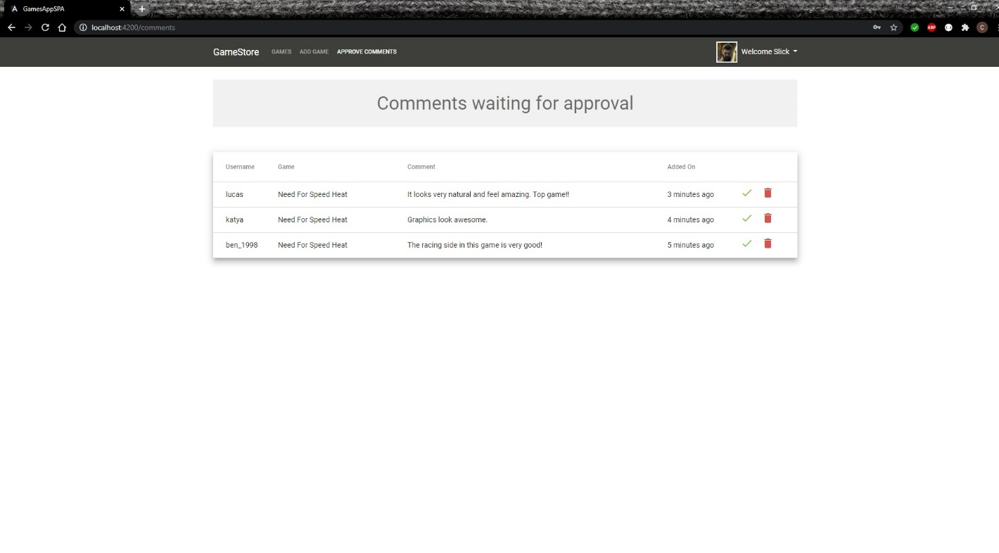 GamesAppSPA
localhost:4200/comments
ABP
C
GameStore GAMES ADD GAME APPROVE COMMENTS Welcome Slick
Comments waiting for approval
Username Game Comment Added On
lucas Need For Speed Heat It looks very natural and feel amazing. Top game!! 3 minutes ago
katya Need For Speed Heat Graphics look awesome. 4 minutes ago
ben_1998 Need For Speed Heat The racing side in this game is very good! 5 minutes ago